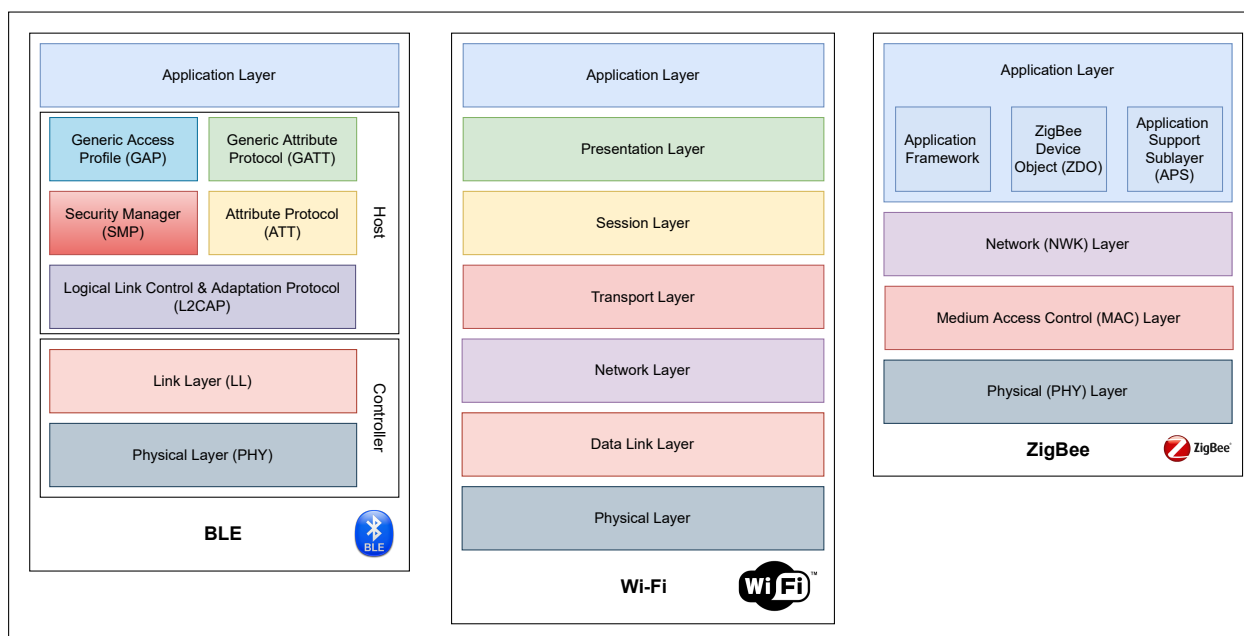 Application Layer
Generic Access
Profile (GAP)
Generic Attribute
Protocol (GATT)
Security Manager
(SMP)
Attribute Protocol
(ATT)
Logical Link Control & Adaptation Protocol
(L2CAP)
Host
Link Layer (LL)
Physical Layer (PHY)
Controller
BLE
BLE
Application Layer
Presentation Layer
Session Layer
Transport Layer
Network Layer
Data Link Layer
Physical Layer
Wi-Fi
Wi Fi™
Application Layer
Application
Framework
ZigBee
Device
Object (ZDO)
Application
Support
Sublayer
(APS)
Network (NWK) Layer
Medium Access Control (MAC) Layer
Physical (PHY) Layer
ZigBee
ZigBee®